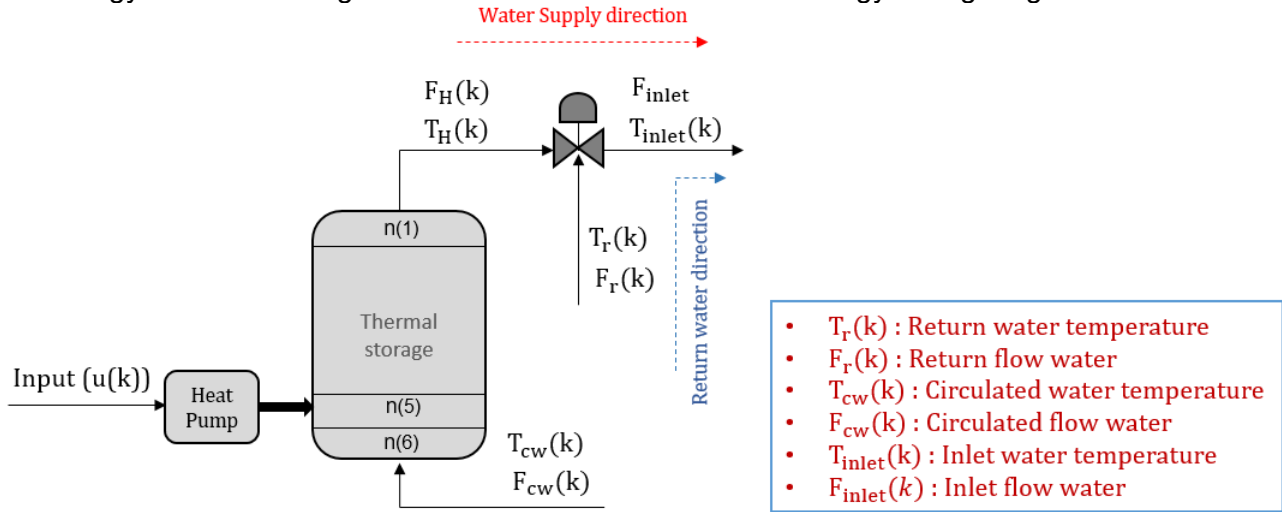 Water Supply direction
F_H(k)
T_H(k)
F_inlet
T_inlet(k)
n(1)
T_r(k)
F_r(k)
Return water direction
Thermal
storage
Input (u(k))
Heat
Pump
n(5)
n(6)
T_cw(k)
F_cw(k)
• T_r(k) : Return water temperature
• F_r(k) : Return flow water
• T_cw(k) : Circulated water temperature
• F_cw(k) : Circulated flow water
• T_inlet(k) : Inlet water temperature
• F_inlet(k) : Inlet flow water